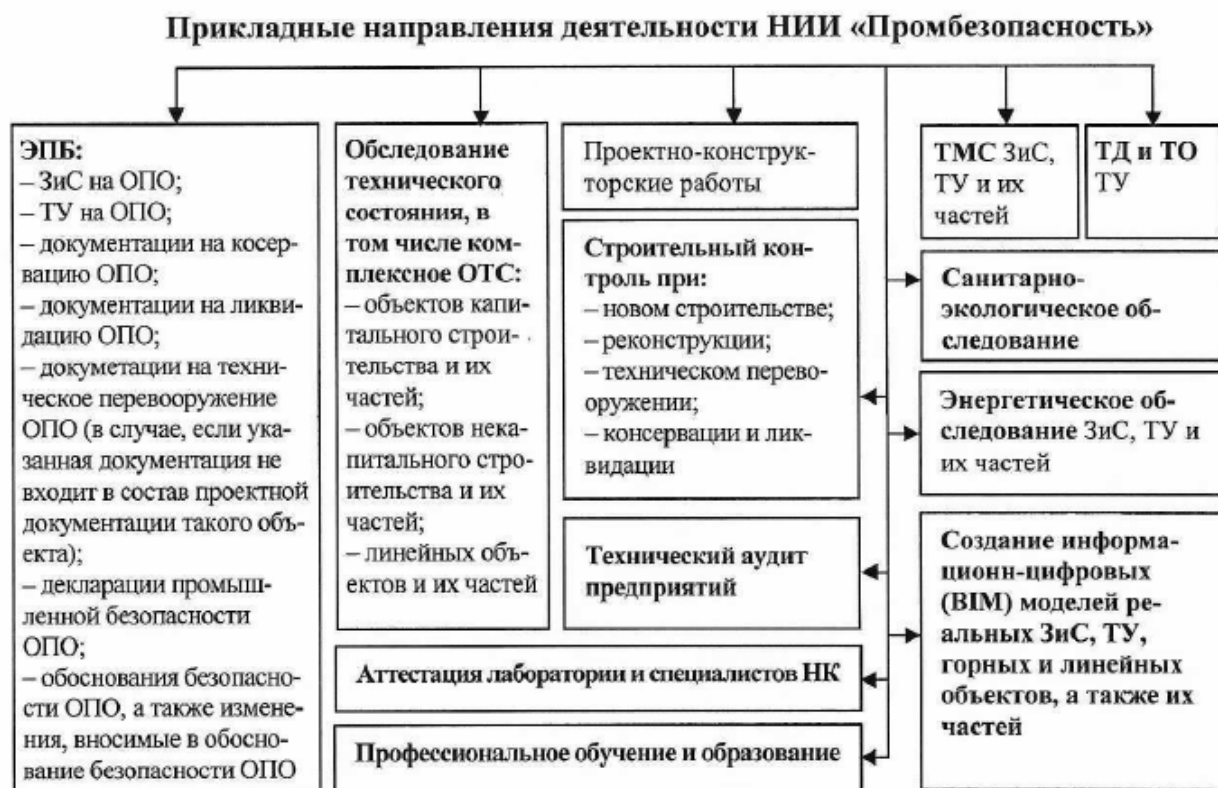 Прикладные направления деятельности НИИ «Промбезопасность»
ЭПБ:
– ЗиС на ОПО;
– ТУ на ОПО;
– документации на косер-
вацию ОПО;
– документации на ликви-
дацию ОПО;
– докуметации на техни-
ческое перевооружение
ОПО (в случае, если ука-
занная документация не
входит в состав проектной
документации такого объ-
екта);
– декларации промыш-
ленной безопасности
ОПО;
– обоснования безопасно-
сти ОПО, а также измене-
ния, вносимые в обосно-
вание безопасности ОПО
Обследование
технического
состояния, в
том числе ком-
плексное ОТС:
– объектов капи-
тального строи-
тельства и их
частей;
– объектов нека-
питального стро-
ительства и их
частей;
– линейных объ-
ектов и их частей
Проектно-конструк-
торские работы
Строительный кон-
троль при:
– новом строительстве;
– реконструкции;
– техническом перево-
оружении;
– консервации и лик-
видации
Технический аудит
предприятий
Аттестация лаборатории и специалистов НК
Профессиональное обучение и образование
ТМС ЗиС,
ТУ и их
частей
ТД и ТО
ТУ
Санитарно-
экологическое об-
следование
Энергетическое об-
следование ЗиС, ТУ и
их частей
Создание информа-
ционн-цифровых
(BIM) моделей ре-
альных ЗиС, ТУ,
горных и линейных
объектов, а также их
частей